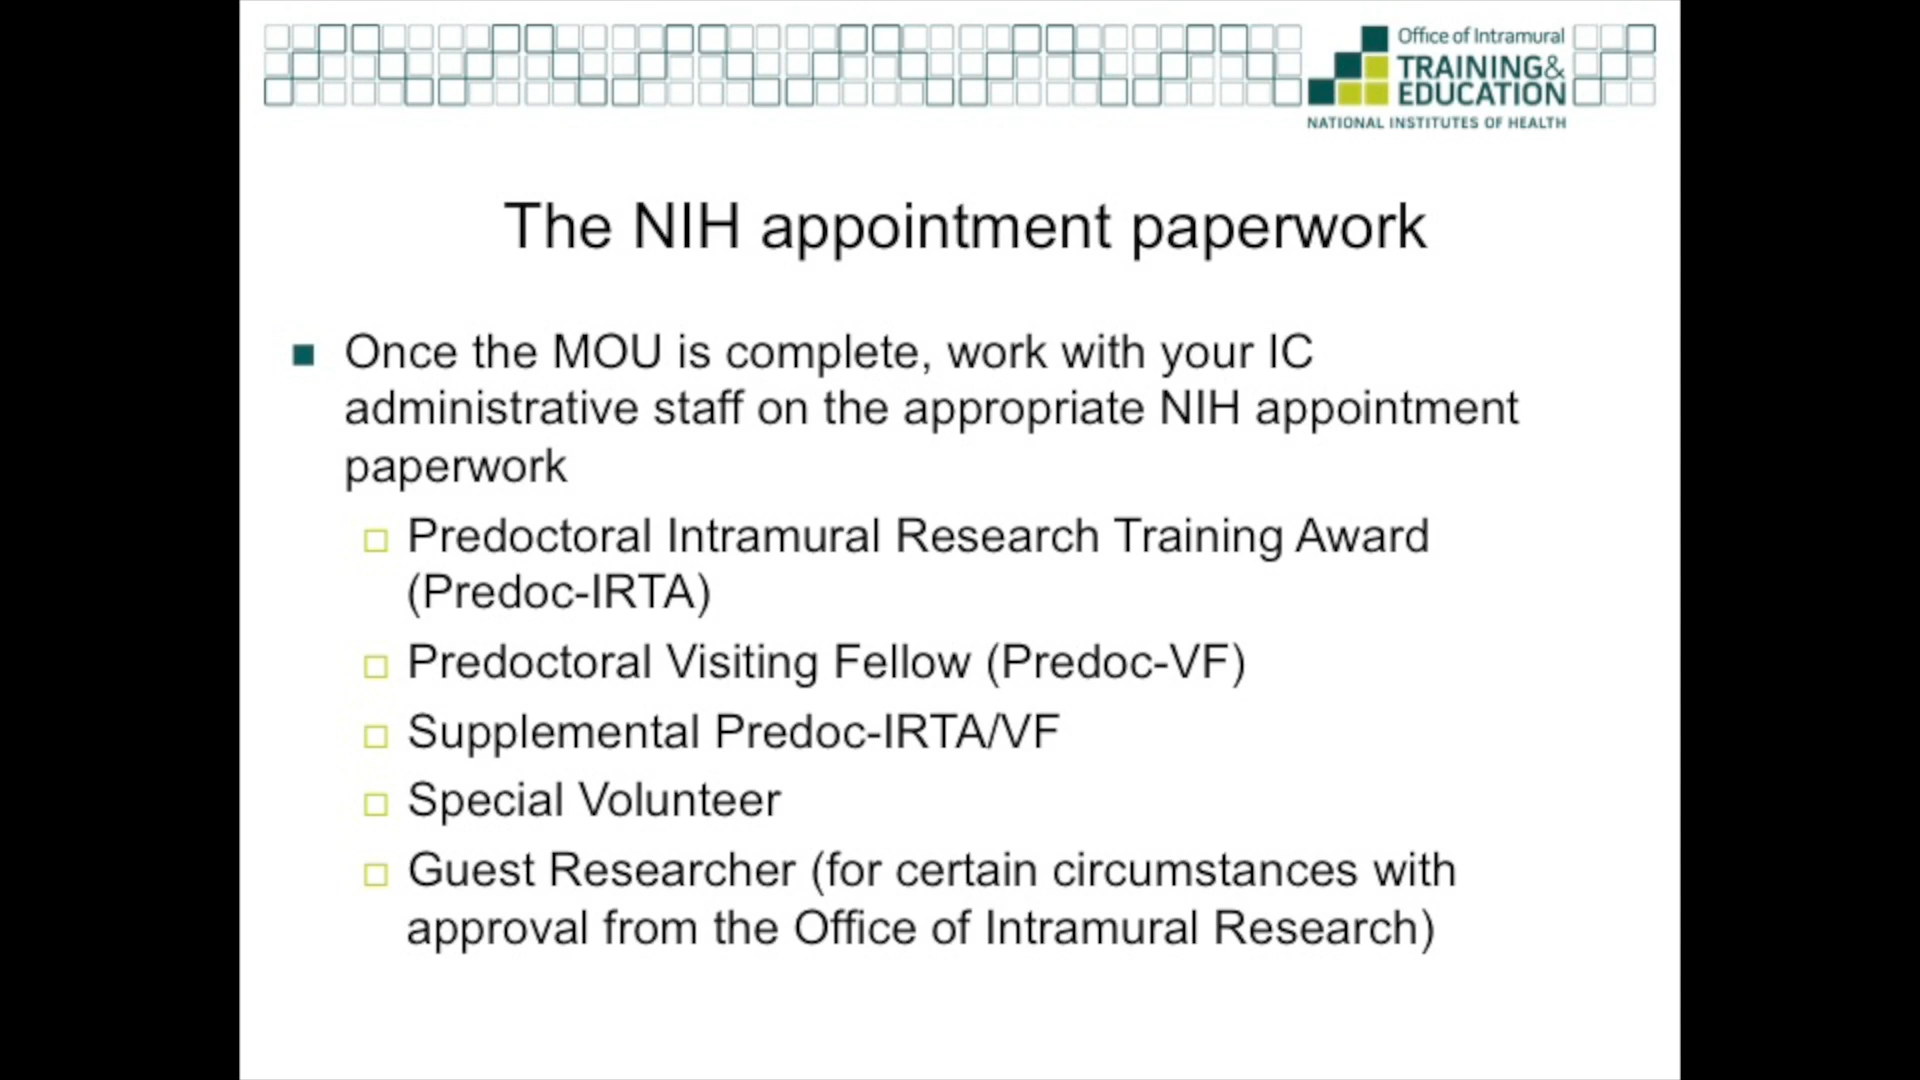 Office of Intramural
TRAINING&
EDUCATION
NATIONAL INSTITUTES OF HEALTH
The NIH appointment paperwork
Once the MOU is complete, work with your IC
administrative staff on the appropriate NIH appointment
paperwork
Predoctoral Intramural Research Training Award
(Predoc-IRTA)
Predoctoral Visiting Fellow (Predoc-VF)
Supplemental Predoc-IRTA/VF
Special Volunteer
Guest Researcher (for certain circumstances with
approval from the Office of Intramural Research)